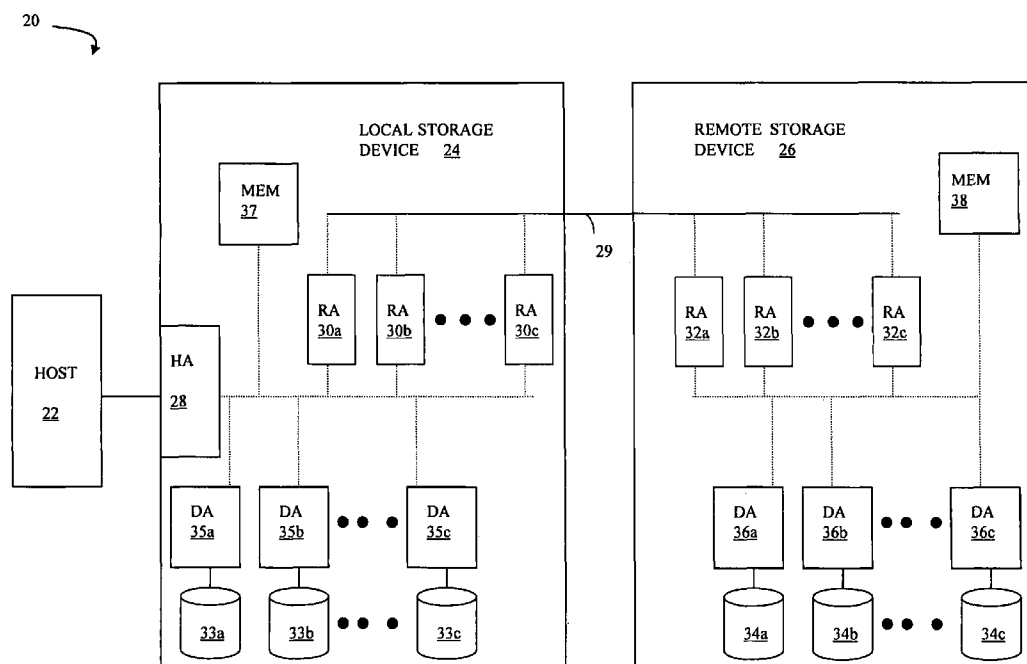 20
LOCAL STORAGE
DEVICE 24
REMOTE STORAGE
DEVICE 26
MEM
37
MEM
38
29
RA
30a
RA
30b
RA
30c
RA
32a
RA
32b
RA
32c
HOST
22
HA
28
DA
35a
DA
35b
DA
35c
DA
36a
DA
36b
DA
36c
33a
33b
33c
34a
34b
34c